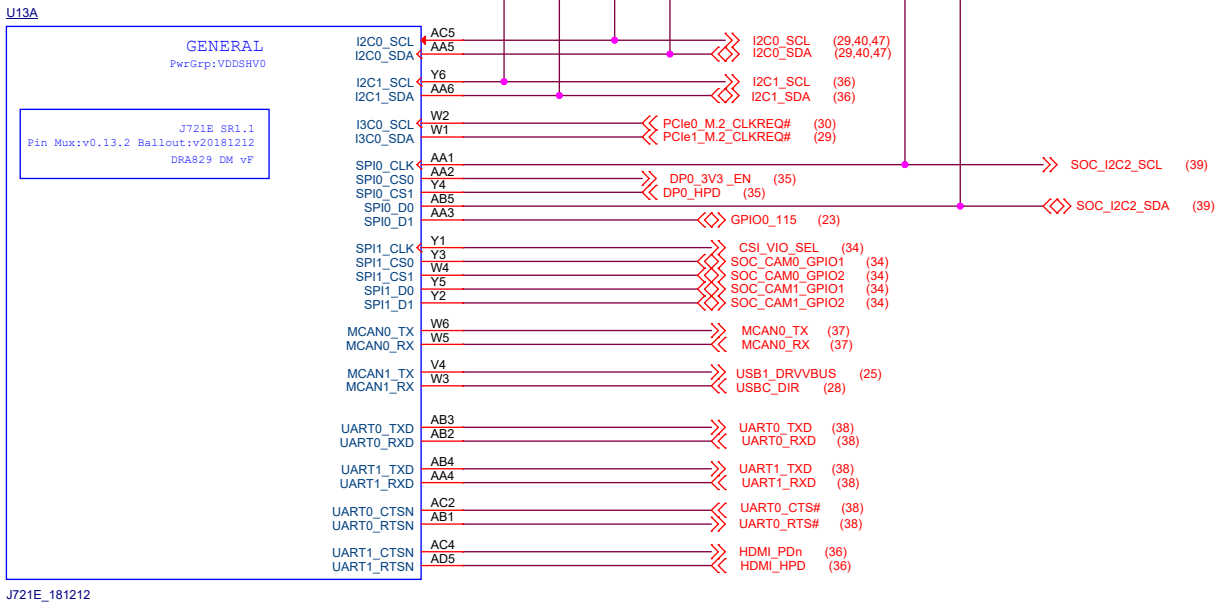 U13A
GENERAL
PwrGrp:VDDSHV0
J721E SR1.1
Pin Mux:v0.13.2 Ballout:v20181212
DRA829 DM vF
I2C0_SCL AC5 I2C0_SCL (29,40,47)
I2C0_SDA AA5 I2C0_SDA (29,40,47)
I2C1_SCL Y6 I2C1_SCL (36)
I2C1_SDA AA6 I2C1_SDA (36)
I3C0_SCL W2 PCIe0_M.2_CLKREQ# (30)
I3C0_SDA W1 PCIe1_M.2_CLKREQ# (29)
SPI0_CLK AA1 SOC_I2C2_SCL (39)
SPI0_CS0 AA2 DP0_3V3 _EN (35)
SPI0_CS1 Y4 DP0_HPD (35)
SPI0_D0 AB5 SOC_I2C2_SDA (39)
SPI0_D1 AA3 GPIO0_115 (23)
SPI1_CLK Y1 CSI_VIO_SEL (34)
SPI1_CS0 Y3 SOC_CAM0_GPIO1 (34)
SPI1_CS1 W4 SOC_CAM0_GPIO2 (34)
SPI1_D0 Y5 SOC_CAM1_GPIO1 (34)
SPI1_D1 Y2 SOC_CAM1_GPIO2 (34)
MCAN0_TX W6 MCAN0_TX (37)
MCAN0_RX W5 MCAN0_RX (37)
MCAN1_TX V4 USB1_DRVVBUS (25)
MCAN1_RX W3 USBC_DIR (28)
UART0_TXD AB3 UART0_TXD (38)
UART0_RXD AB2 UART0_RXD (38)
UART1_TXD AB4 UART1_TXD (38)
UART1_RXD AA4 UART1_RXD (38)
UART0_CTSN AC2 UART0_CTS# (38)
UART0_RTSN AB1 UART0_RTS# (38)
UART1_CTSN AC4 HDMI_PDn (36)
UART1_RTSN AD5 HDMI_HPD (36)
J721E_181212